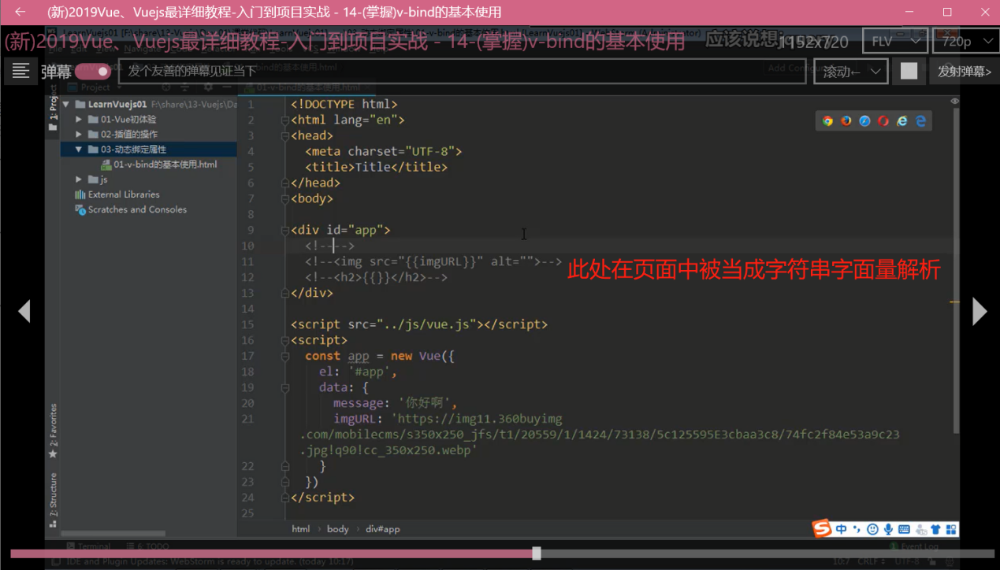 (新)2019Vue、Vuejs最详细教程-入门到项目实战 - 14-(掌握)v-bind的基本使用
(新)2019Vue、Vuejs最详细教程-入门到项目实战 - 14-(掌握)v-bind的基本使用
应该说想
1152x720
FLV
720p
弹幕
发个友善的弹幕见证当下
滚动←
发射弹幕>
Project
01-v-bind的基本使用.html
1: Project
LearnVuejs01 F:\share\13-Vuejs\Da
01-Vue初体验
02-插值的操作
03-动态绑定属性
01-v-bind的基本使用.html
js
External Libraries
Scratches and Consoles
2: Favorites
Z: Structure
1 <!DOCTYPE html>
2 <html lang="en">
3 <head>
4 <meta charset="UTF-8">
5 <title>Title</title>
6 </head>
7 <body>
8
9 <div id="app">
10 <!---->
11 <!--<img src="{{imgURL}}" alt="">-->
此处在页面中被当成字符串字面量解析
12 <!--<h2>{{}}</h2>-->
13 </div>
14
15 <script src="../js/vue.js"></script>
16 <script>
17 const app = new Vue({
18 el: '#app',
19 data: {
20 message: '你好啊',
21 imgURL: 'https://img11.360buyimg
.com/mobilecms/s350x250_jfs/t1/20559/1/1424/73138/5c125595E3cbaa3c8/74fc2f84e53a9c23
.jpg!q90!cc_350x250.webp'
22 }
23 })
24 </script>
25
html › body › div#app
中
Terminal
6: TODO
1 Event Log
IDE and Plugin Updates: WebStorm is ready to update. (today 10:17)
10:7 CRLF UTF-8